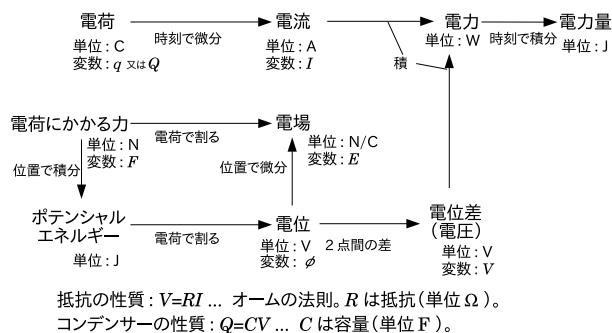 電荷
単位:C
変数:q 又はQ
時刻で微分
電流
単位:A
変数:I
積
電力
単位:W
時刻で積分
電力量
単位:J
電荷にかかる力
単位:N
変数:F
電荷で割る
電場
単位:N/C
変数:E
位置で積分
位置で微分
ポテンシャル
エネルギー
単位:J
電荷で割る
電位
単位:V
変数:φ
2点間の差
電位差
(電圧)
単位:V
変数:V
抵抗の性質:V=RI ... オームの法則。R は抵抗(単位Ω)。
コンデンサーの性質:Q=CV ... C は容量(単位F)。